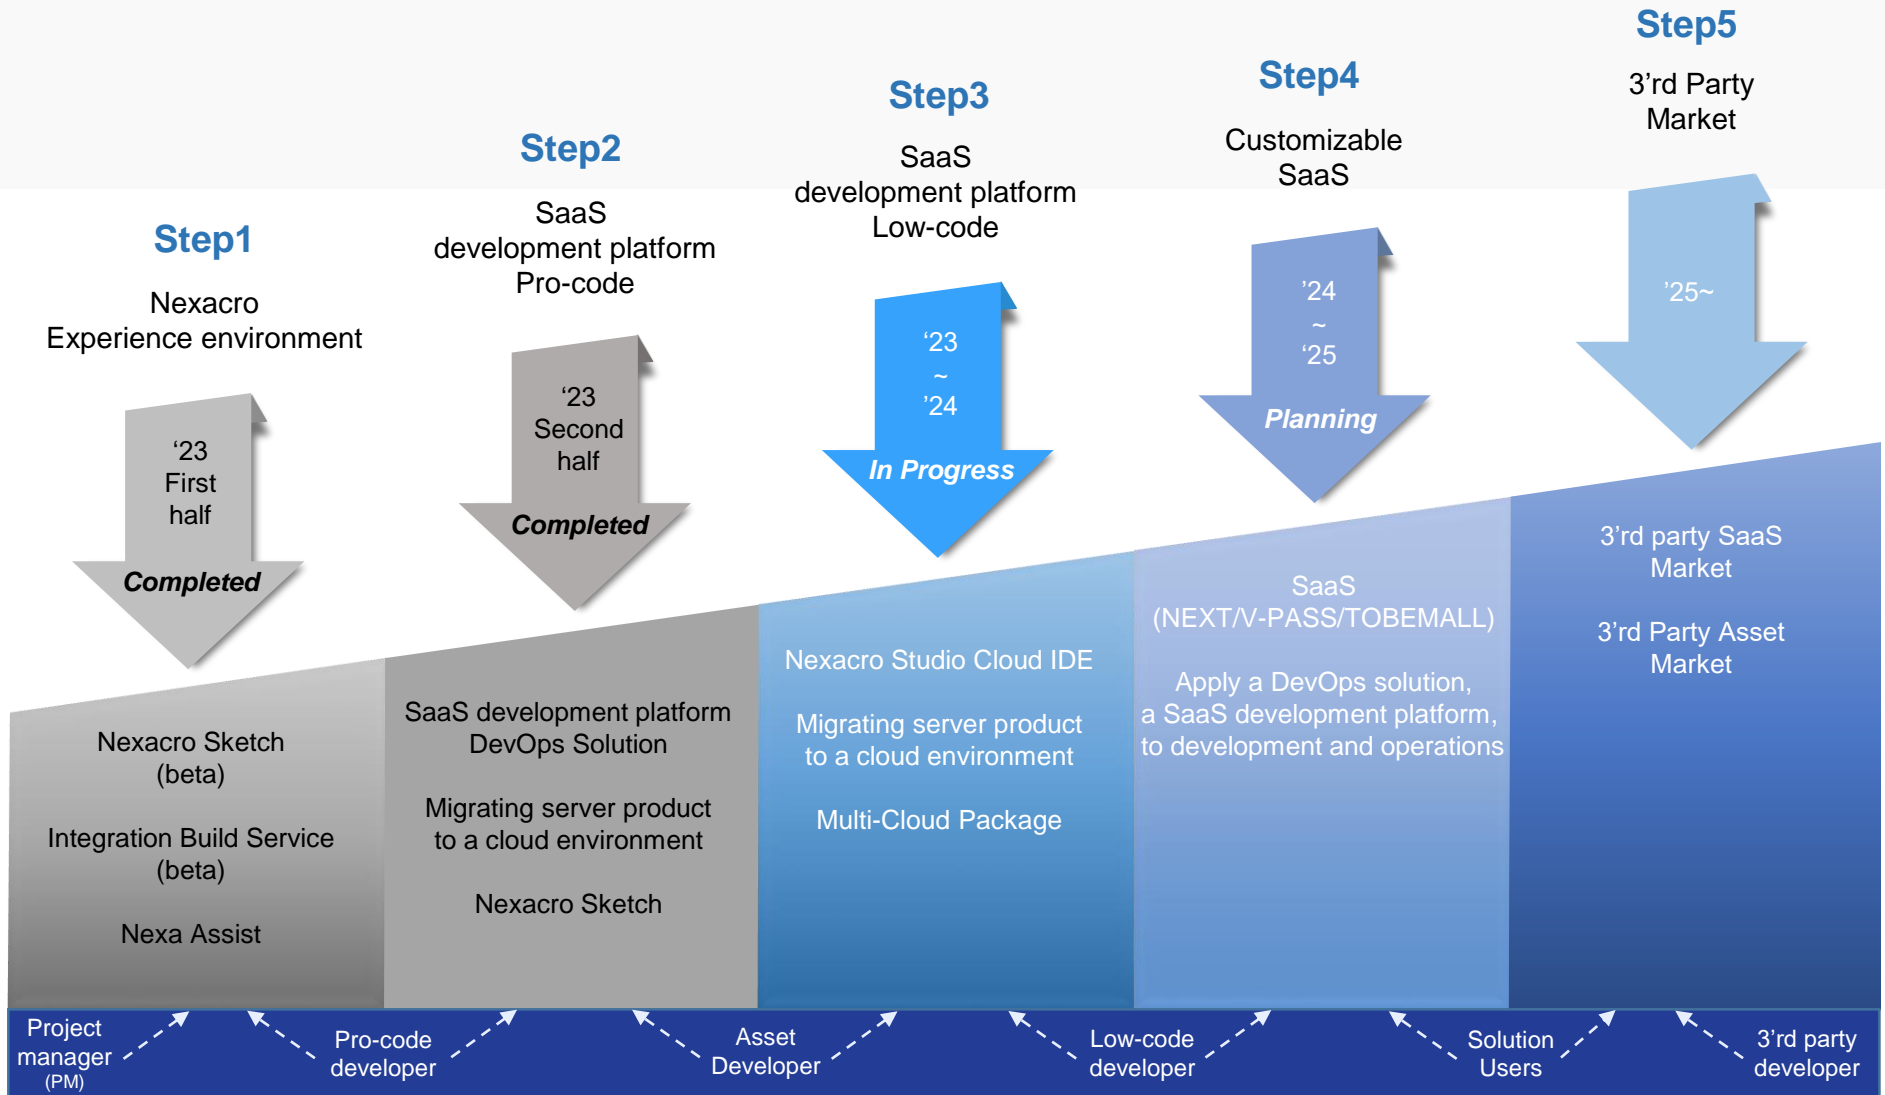 Step1
Nexacro
Experience environment
‘23
First
half
Completed
Nexacro Sketch
(beta)
Integration Build Service
(beta)
Nexa Assist
Step2
SaaS
development platform
Pro-code
‘23
Second
half
Completed
SaaS development platform
DevOps Solution
Migrating server product
to a cloud environment
Nexacro Sketch
Step3
SaaS
development platform
Low-code
‘23
~
’24
In Progress
Nexacro Studio Cloud IDE
Migrating server product
to a cloud environment
Multi-Cloud Package
Step4
Customizable
SaaS
’24
~
‘25
Planning
SaaS
(NEXT/V-PASS/TOBEMALL)
Apply a DevOps solution,
a SaaS development platform,
to development and operations
Step5
3’rd Party
Market
’25~
3’rd party SaaS
Market
3’rd Party Asset
Market
Project
manager
(PM)
Pro-code
developer
Asset
Developer
Low-code
developer
Solution
Users
3’rd party
developer